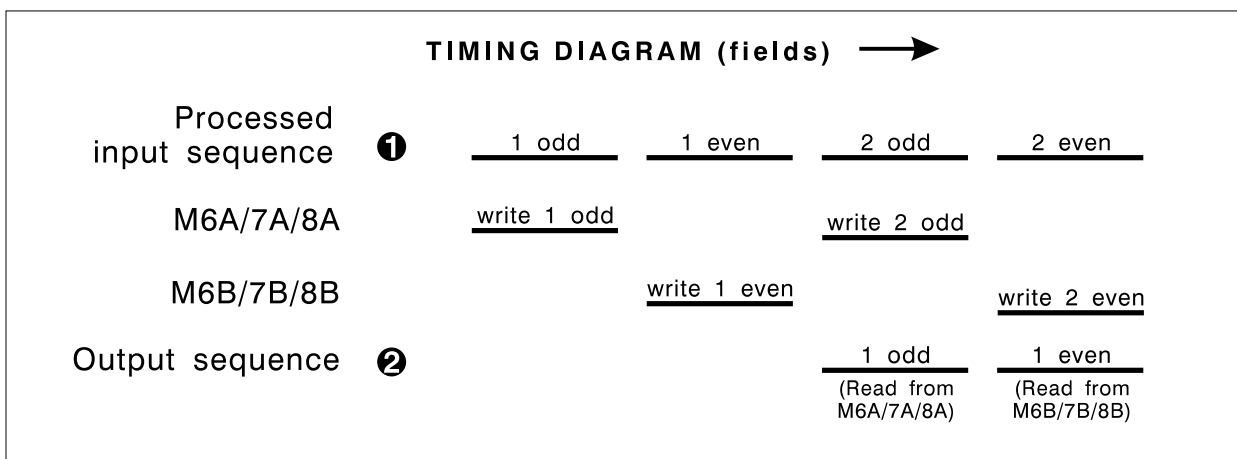 TIMING DIAGRAM (fields)
Processed
input sequence ❶ 1 odd 1 even 2 odd 2 even
M6A/7A/8A write 1 odd write 2 odd
M6B/7B/8B write 1 even write 2 even
Output sequence ❷ 1 odd 1 even
(Read from (Read from
M6A/7A/8A) M6B/7B/8B)